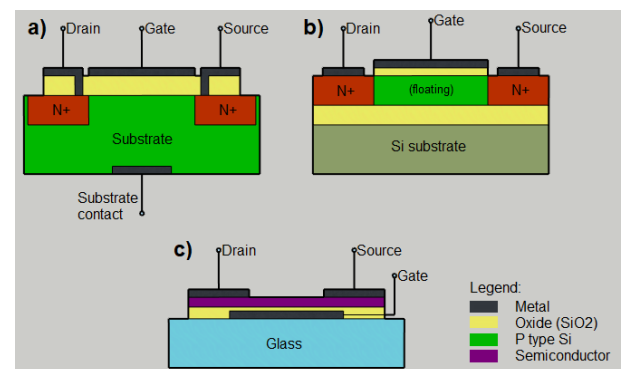 a)
Drain
Gate
Source
N+
N+
Substrate
Substrate
contact
b)
Gate
Drain
Source
N+
(floating)
N+
Si substrate
c)
Drain
Source
Gate
Glass
Legend:
Metal
Oxide (SiO2)
P type Si
Semiconductor